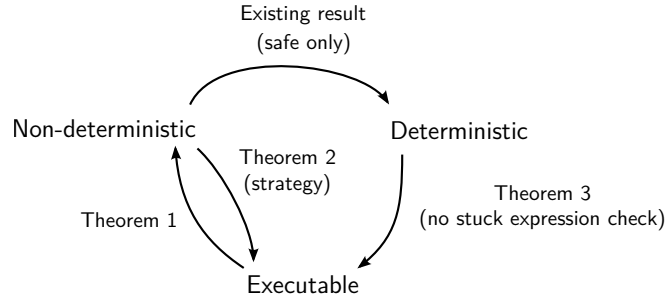 Existing result
(safe only)
Non-deterministic
Deterministic
Theorem 2
(strategy)
Theorem 1
Theorem 3
(no stuck expression check)
Executable